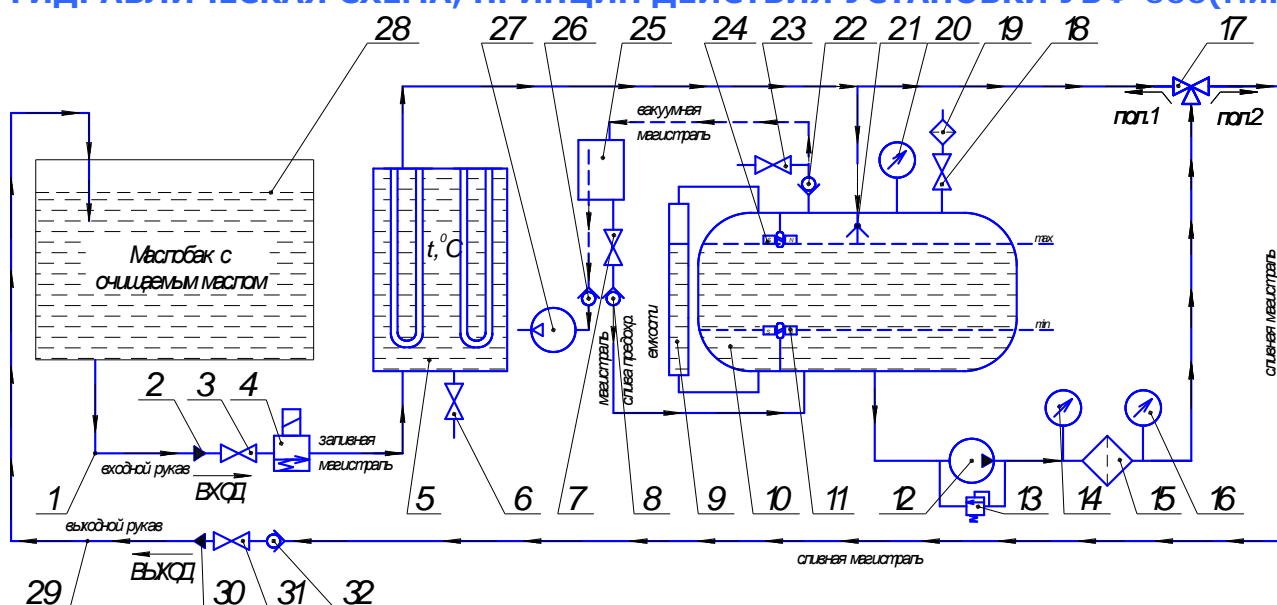 28 27 26 25 24 23 22 21 20 19 18 17
вакуумная
магистраль
пол.1
пол.2
Маслобак с
очищаемым маслом
t,°C
max
min
магистраль
слива предохр.
емкости
сливная магистраль
2 3 4
заливная
магистраль
входной рукав
ВХОД
1 5 6 7 8 9 10 11 12 13 14 15 16
выходной рукав
ВЫХОД
сливная магистраль
29 30 31 32